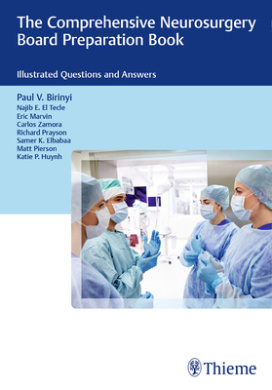 The Comprehensive Neurosurgery
Board Preparation Book
Illustrated Questions and Answers
Paul V. Birinyi
Najib E. El Tecle
Eric Marvin
Carlos Zamora
Richard Prayson
Samer K. Elbabaa
Matt Pierson
Katie P. Huynh
Thieme